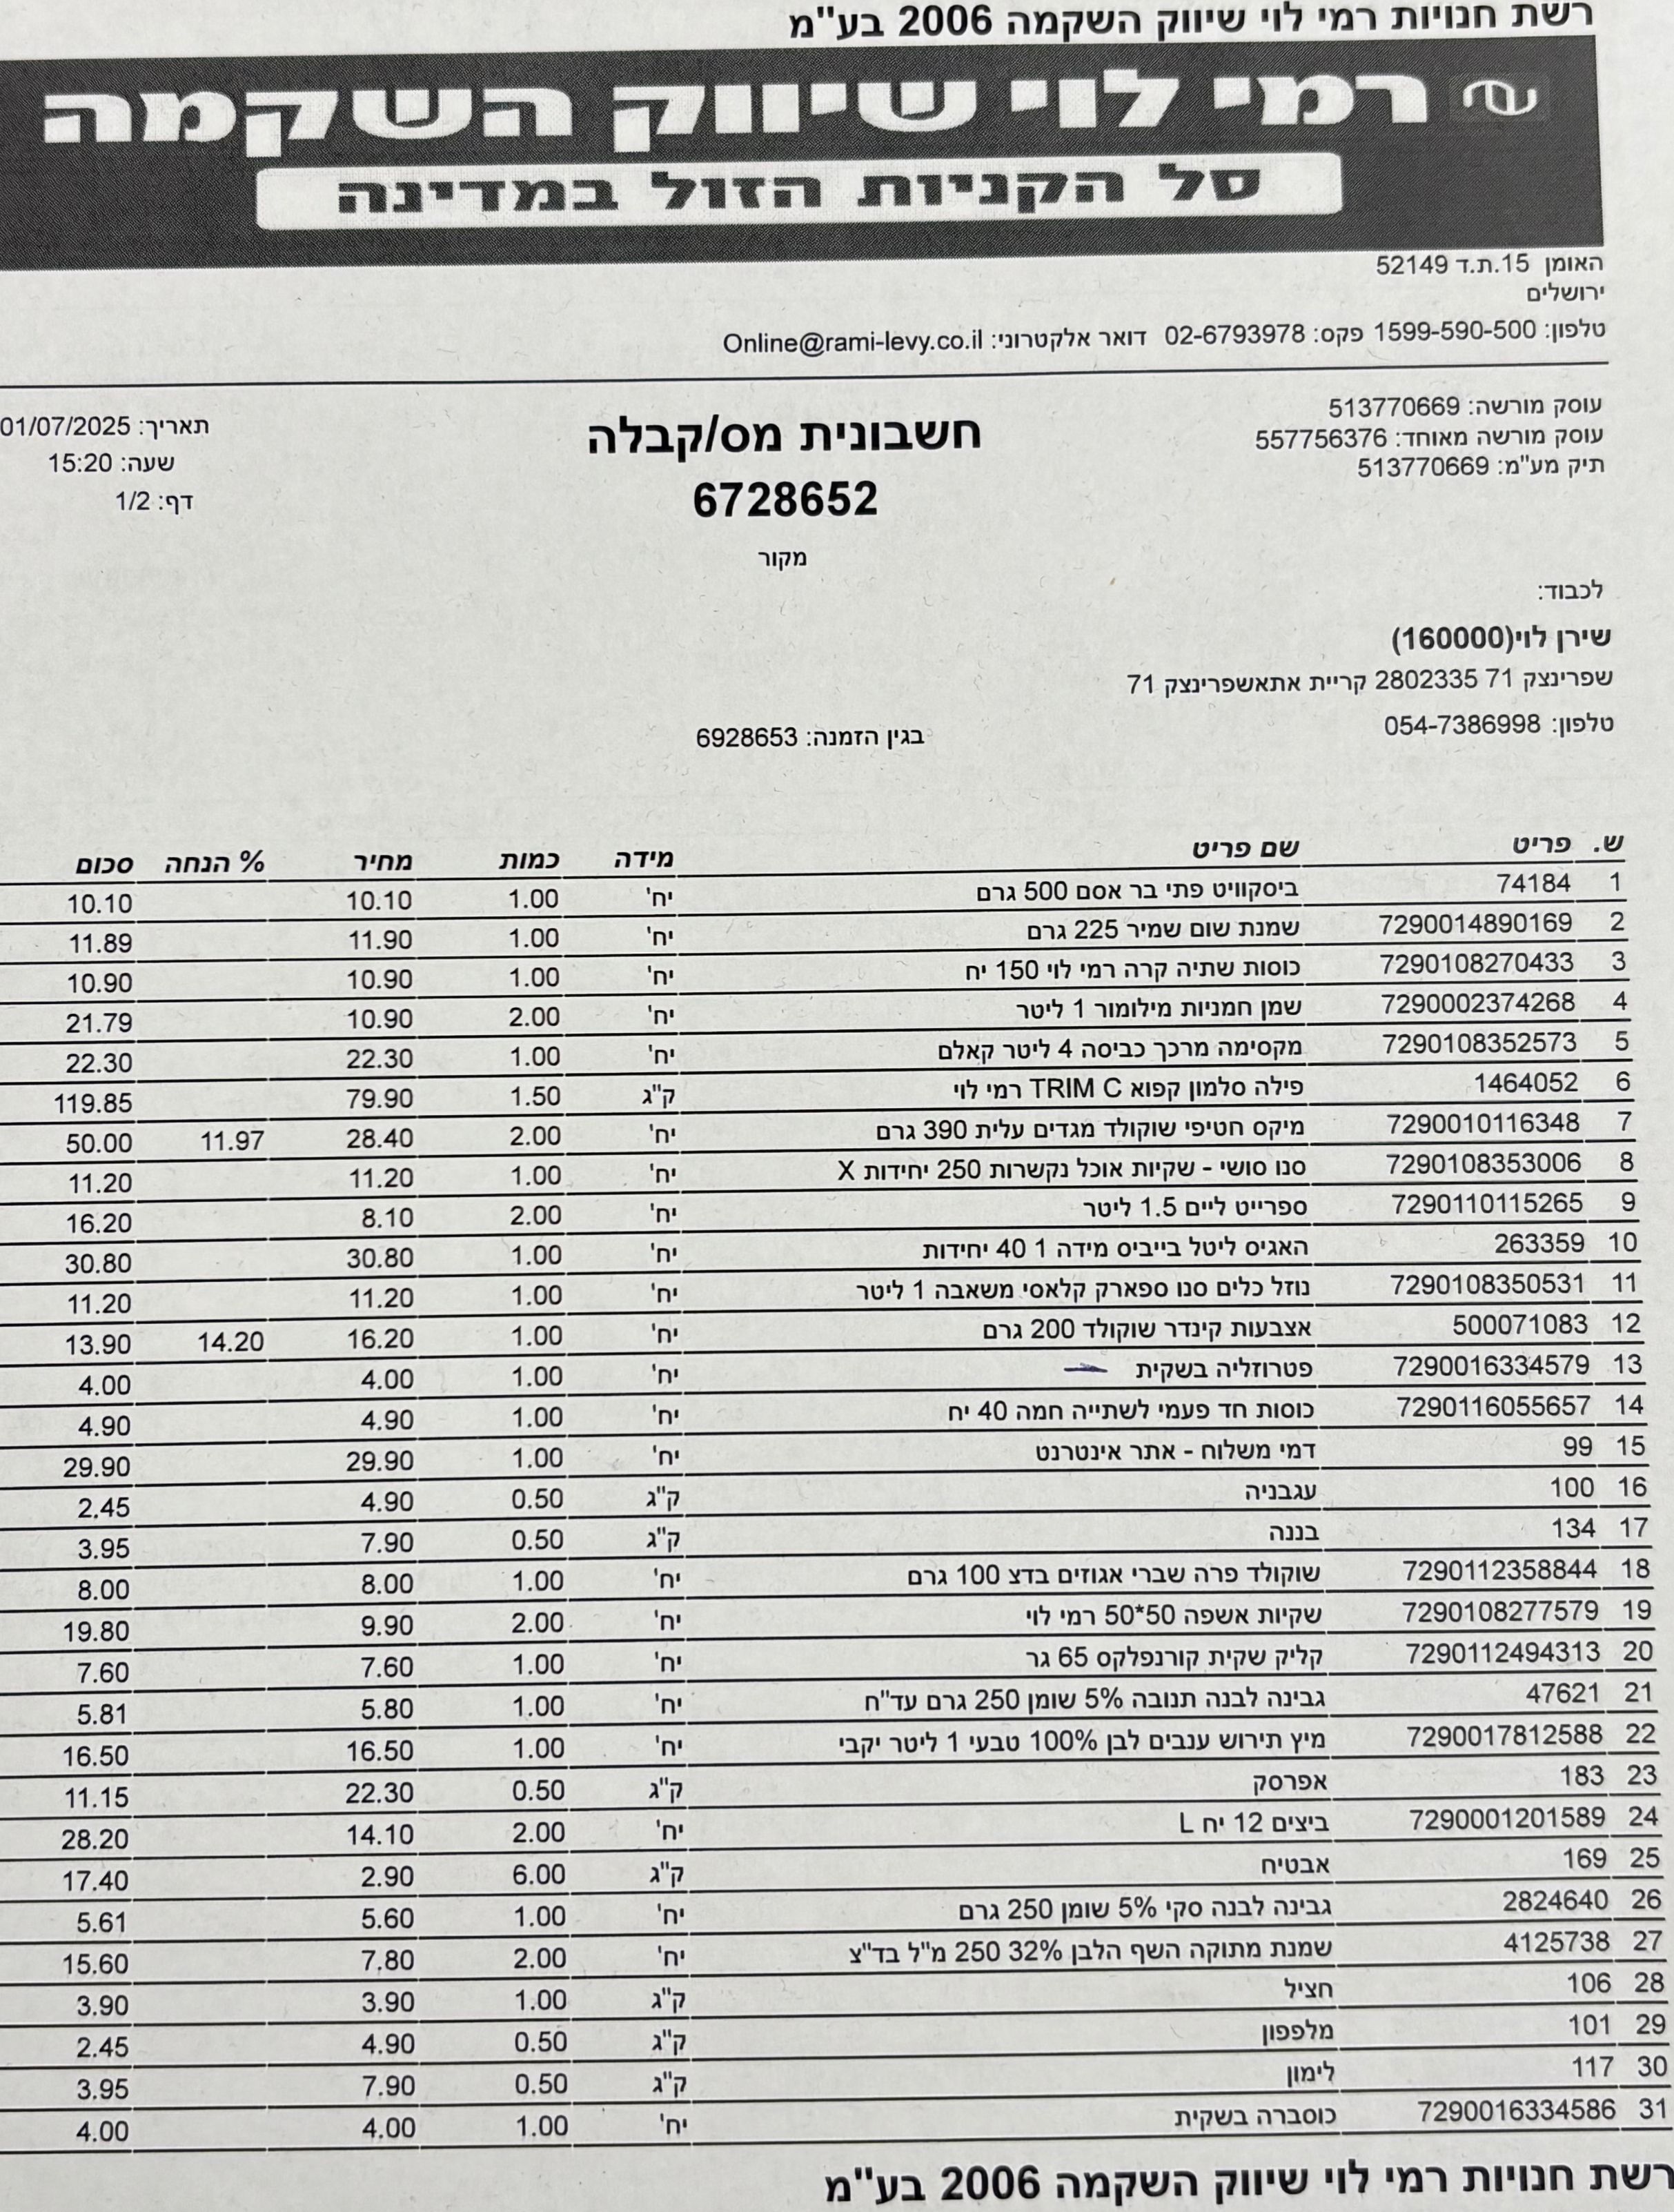 רשת חנויות רמי לוי שיווק השקמה 2006 בע"מ
רמי לוי שיווק השקמה
סל הקניות הזול במדינה
האומן 15.ת.ד 52149
ירושלים
טלפון: 1599-590-500 פקס: 02-6793978 דואר אלקטרוני: Online@rami-levy.co.il
עוסק מורשה: 513770669
עוסק מורשה מאוחד: 557756376
תיק מע"מ: 513770669
חשבונית מס/קבלה
6728652
מקור
תאריך: 01/07/2025
שעה: 15:20
דף: 1/2
לכבוד:
שירן לוי(160000)
שפרינצק 71 2802335 קריית אתאשפרינצק 71
טלפון: 054-7386998
בגין הזמנה: 6928653
ש. פריט שם פריט מידה כמות מחיר % הנחה סכום
1 74184 ביסקוויט פתי בר אסם 500 גרם יח' 1.00 10.10 10.10
2 7290014890169 שמנת שום שמיר 225 גרם יח' 1.00 11.90 11.89
3 7290108270433 כוסות שתיה קרה רמי לוי 150 יח יח' 1.00 10.90 10.90
4 7290002374268 שמן חמניות מילומור 1 ליטר יח' 2.00 10.90 21.79
5 7290108352573 מקסימה מרכך כביסה 4 ליטר קאלם יח' 1.00 22.30 22.30
6 1464052 פילה סלמון קפוא TRIM C רמי לוי ק"ג 1.50 79.90 119.85
7 7290010116348 מיקס חטיפי שוקולד מגדים עלית 390 גרם יח' 2.00 28.40 11.97 50.00
8 7290108353006 סנו סושי - שקיות אוכל נקשרות 250 יחידות X יח' 1.00 11.20 11.20
9 7290110115265 ספרייט ליים 1.5 ליטר יח' 2.00 8.10 16.20
10 263359 האגיס ליטל בייביס מידה 1 40 יחידות יח' 1.00 30.80 30.80
11 7290108350531 נוזל כלים סנו ספארק קלאסי משאבה 1 ליטר יח' 1.00 11.20 11.20
12 500071083 אצבעות קינדר שוקולד 200 גרם יח' 1.00 16.20 14.20 13.90
13 7290016334579 פטרוזליה בשקית יח' 1.00 4.00 4.00
14 7290116055657 כוסות חד פעמי לשתייה חמה 40 יח יח' 1.00 4.90 4.90
15 99 דמי משלוח - אתר אינטרנט יח' 1.00 29.90 29.90
16 100 עגבניה ק"ג 0.50 4.90 2.45
17 134 בננה ק"ג 0.50 7.90 3.95
18 7290112358844 שוקולד פרה שברי אגוזים בדצ 100 גרם יח' 1.00 8.00 8.00
19 7290108277579 שקיות אשפה 50*50 רמי לוי יח' 2.00 9.90 19.80
20 7290112494313 קליק שקית קורנפלקס 65 גר יח' 1.00 7.60 7.60
21 47621 גבינה לבנה תנובה 5% שומן 250 גרם עד"ח יח' 1.00 5.80 5.81
22 7290017812588 מיץ תירוש ענבים לבן 100% טבעי 1 ליטר יקבי יח' 1.00 16.50 16.50
23 183 אפרסק ק"ג 0.50 22.30 11.15
24 7290001201589 ביצים 12 יח L יח' 2.00 14.10 28.20
25 169 אבטיח ק"ג 6.00 2.90 17.40
26 2824640 גבינה לבנה סקי 5% שומן 250 גרם יח' 1.00 5.60 5.61
27 4125738 שמנת מתוקה השף הלבן 32% 250 מ"ל בד"צ יח' 2.00 7.80 15.60
28 106 חציל ק"ג 1.00 3.90 3.90
29 101 מלפפון ק"ג 0.50 4.90 2.45
30 117 לימון ק"ג 0.50 7.90 3.95
31 7290016334586 כוסברה בשקית יח' 1.00 4.00 4.00
רשת חנויות רמי לוי שיווק השקמה 2006 בע"מ